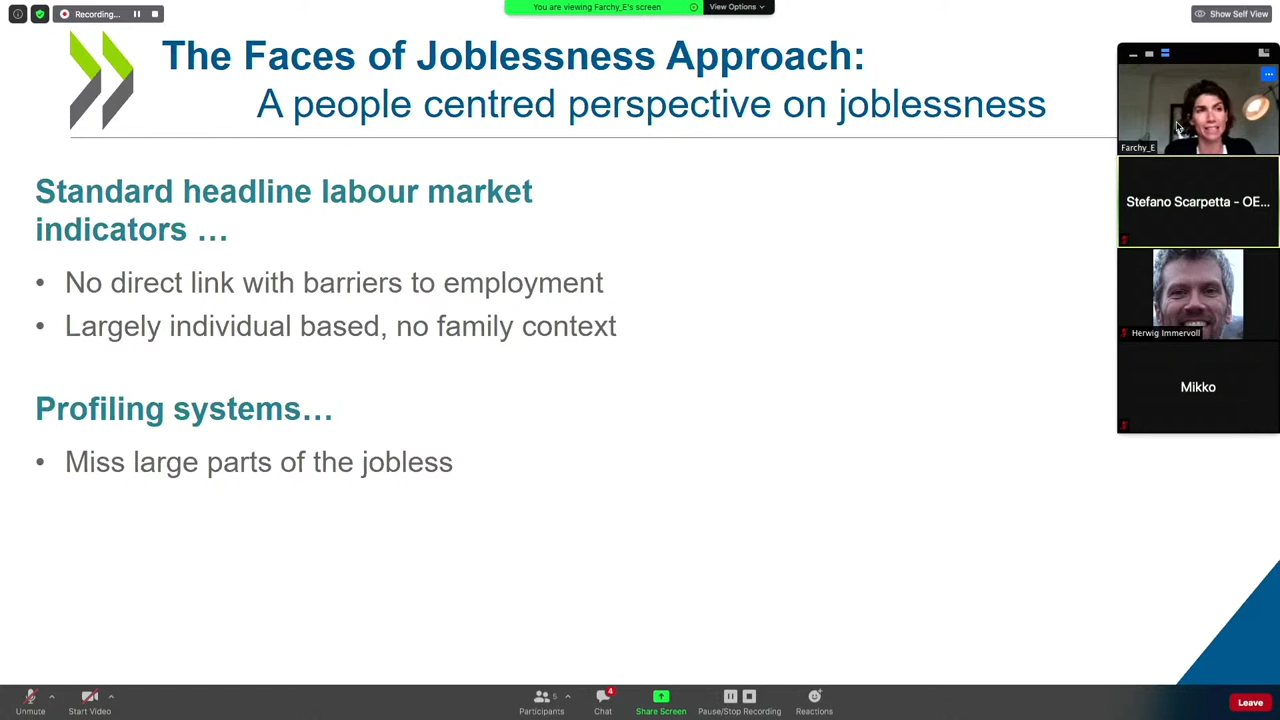 Recording...
You are viewing Farchy_E's screen
View Options
Show Self View
The Faces of Joblessness Approach:
A people centred perspective on joblessness
Standard headline labour market
indicators …
• No direct link with barriers to employment
• Largely individual based, no family context
Profiling systems…
• Miss large parts of the jobless
Farchy_E
Stefano Scarpetta - OE...
Herwig Immervoll
Mikko
Unmute
Start Video
5
Participants
4
Chat
Share Screen
Pause/Stop Recording
Reactions
Leave